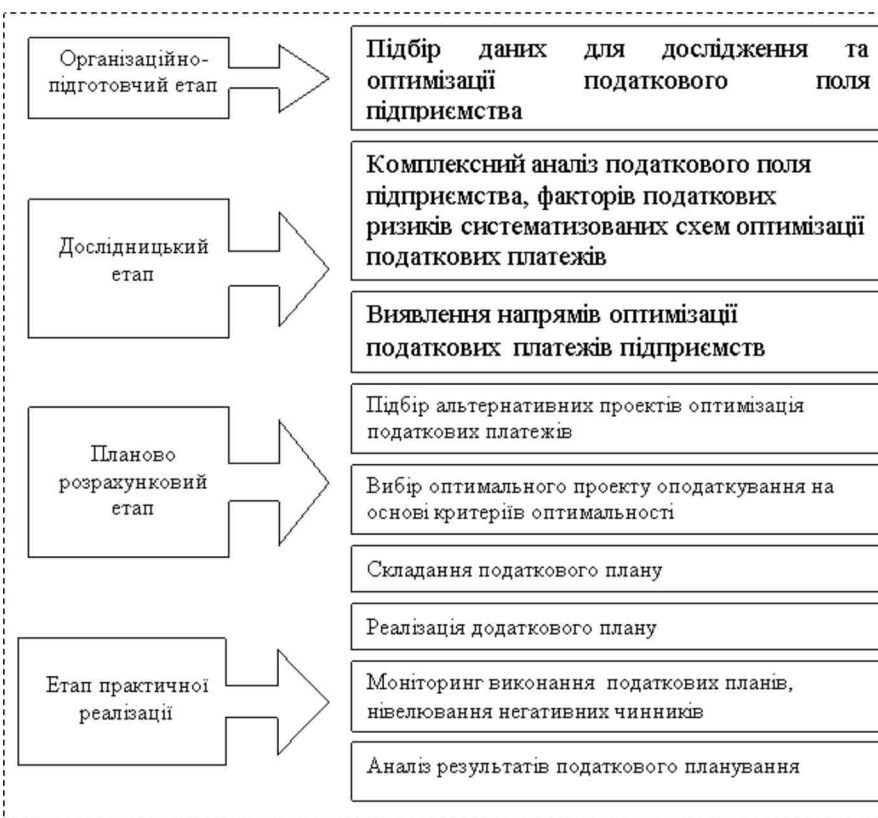 Організаційно-
підготовчий етап
Підбір даних для дослідження та
оптимізації податкового поля
підприємства
Дослідницький
етап
Комплексний аналіз податкового поля
підприємства, факторів податкових
ризиків систематизованих схем оптимізації
податкових платежів
Виявлення напрямів оптимізації
податкових платежів підприємств
Планово
розрахунковий
етап
Підбір альтернативних проектів оптимізація
податкових платежів
Вибір оптимального проекту оподаткування на
основі критеріїв оптимальності
Складання податкового плану
Етап практичної
реалізації
Реалізація додаткового плану
Моніторинг виконання податкових планів,
нівелювання негативних чинників
Аналіз результатів податкового планування